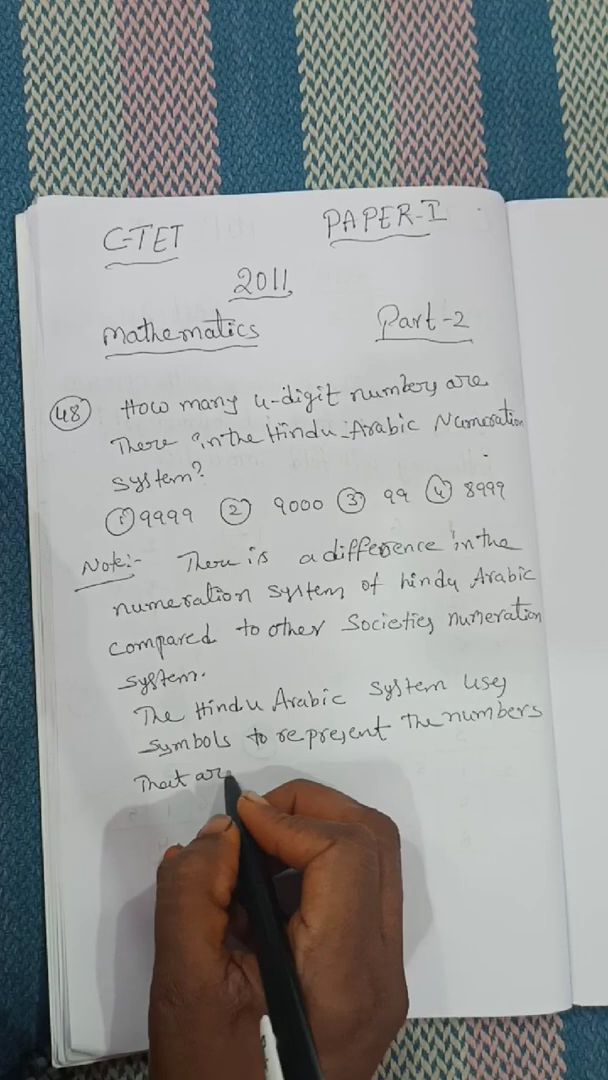 C-TET PAPER-I
2011
Mathematics Part-2
48 How many 4-digit numbers are
There in the Hindu-Arabic Numeration
system?
1 9999 2 9000 3 99 4 8999
Note:- There is a difference in the
numeration system of hindu Arabic
compared to other Societies numeration
system.
The Hindu Arabic system uses
symbols to represent The numbers
That are